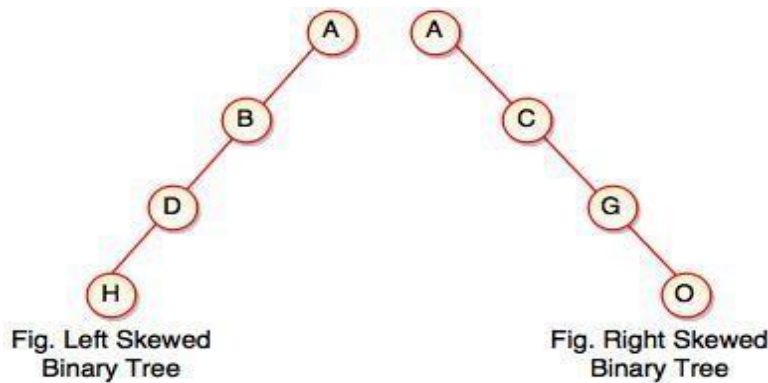 A
A
B
C
D
G
H
O
Fig. Left Skewed
Binary Tree
Fig. Right Skewed
Binary Tree